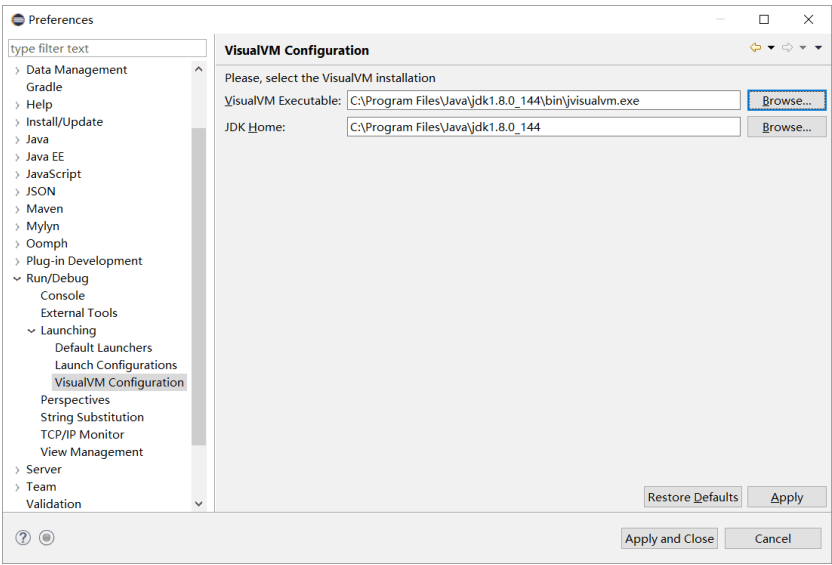 Preferences
type filter text
Data Management
Gradle
Help
Install/Update
Java
Java EE
JavaScript
JSON
Maven
Mylyn
Oomph
Plug-in Development
Run/Debug
Console
External Tools
Launching
Default Launchers
Launch Configurations
VisualVM Configuration
Perspectives
String Substitution
TCP/IP Monitor
View Management
Server
Team
Validation
VisualVM Configuration
Please, select the VisualVM installation
VisualVM Executable: C:\Program Files\Java\jdk1.8.0_144\bin\jvisualvm.exe Browse...
JDK Home: C:\Program Files\Java\jdk1.8.0_144 Browse...
Restore Defaults Apply
? Apply and Close Cancel